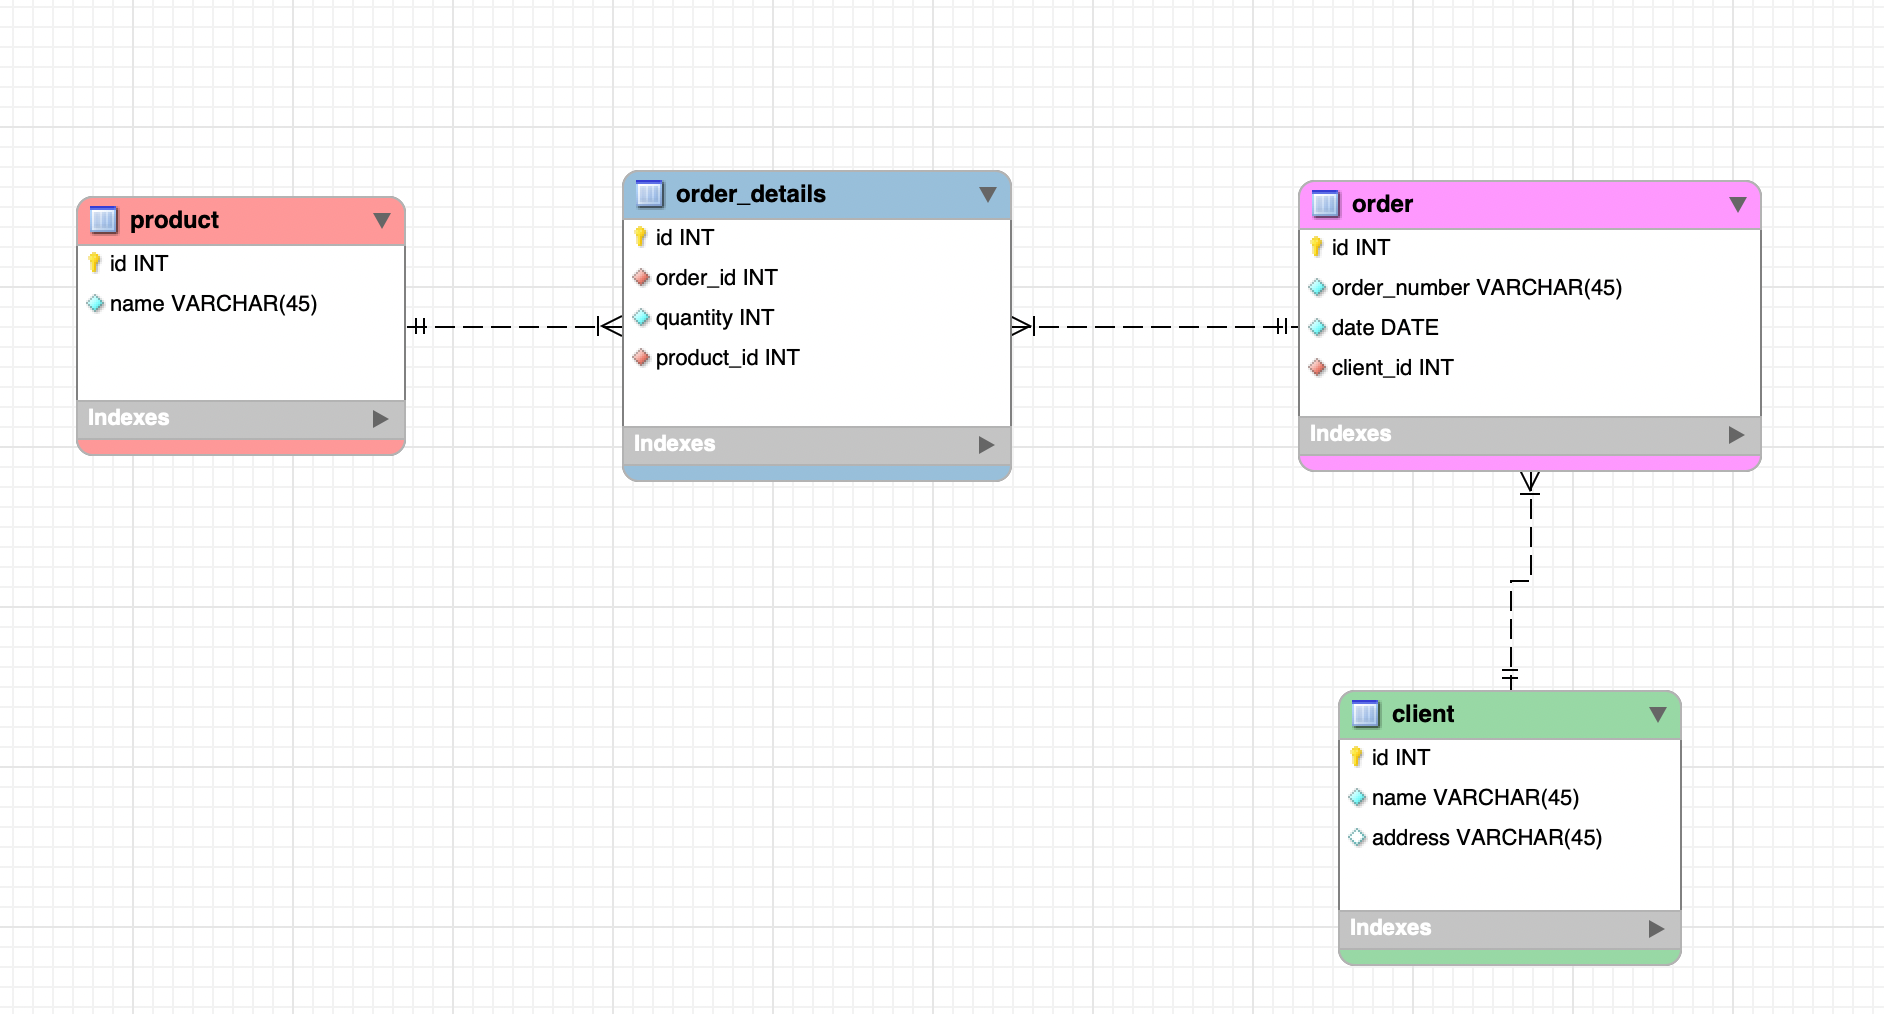 product
id INT
name VARCHAR(45)
Indexes
order_details
id INT
order_id INT
quantity INT
product_id INT
Indexes
order
id INT
order_number VARCHAR(45)
date DATE
client_id INT
Indexes
client
id INT
name VARCHAR(45)
address VARCHAR(45)
Indexes